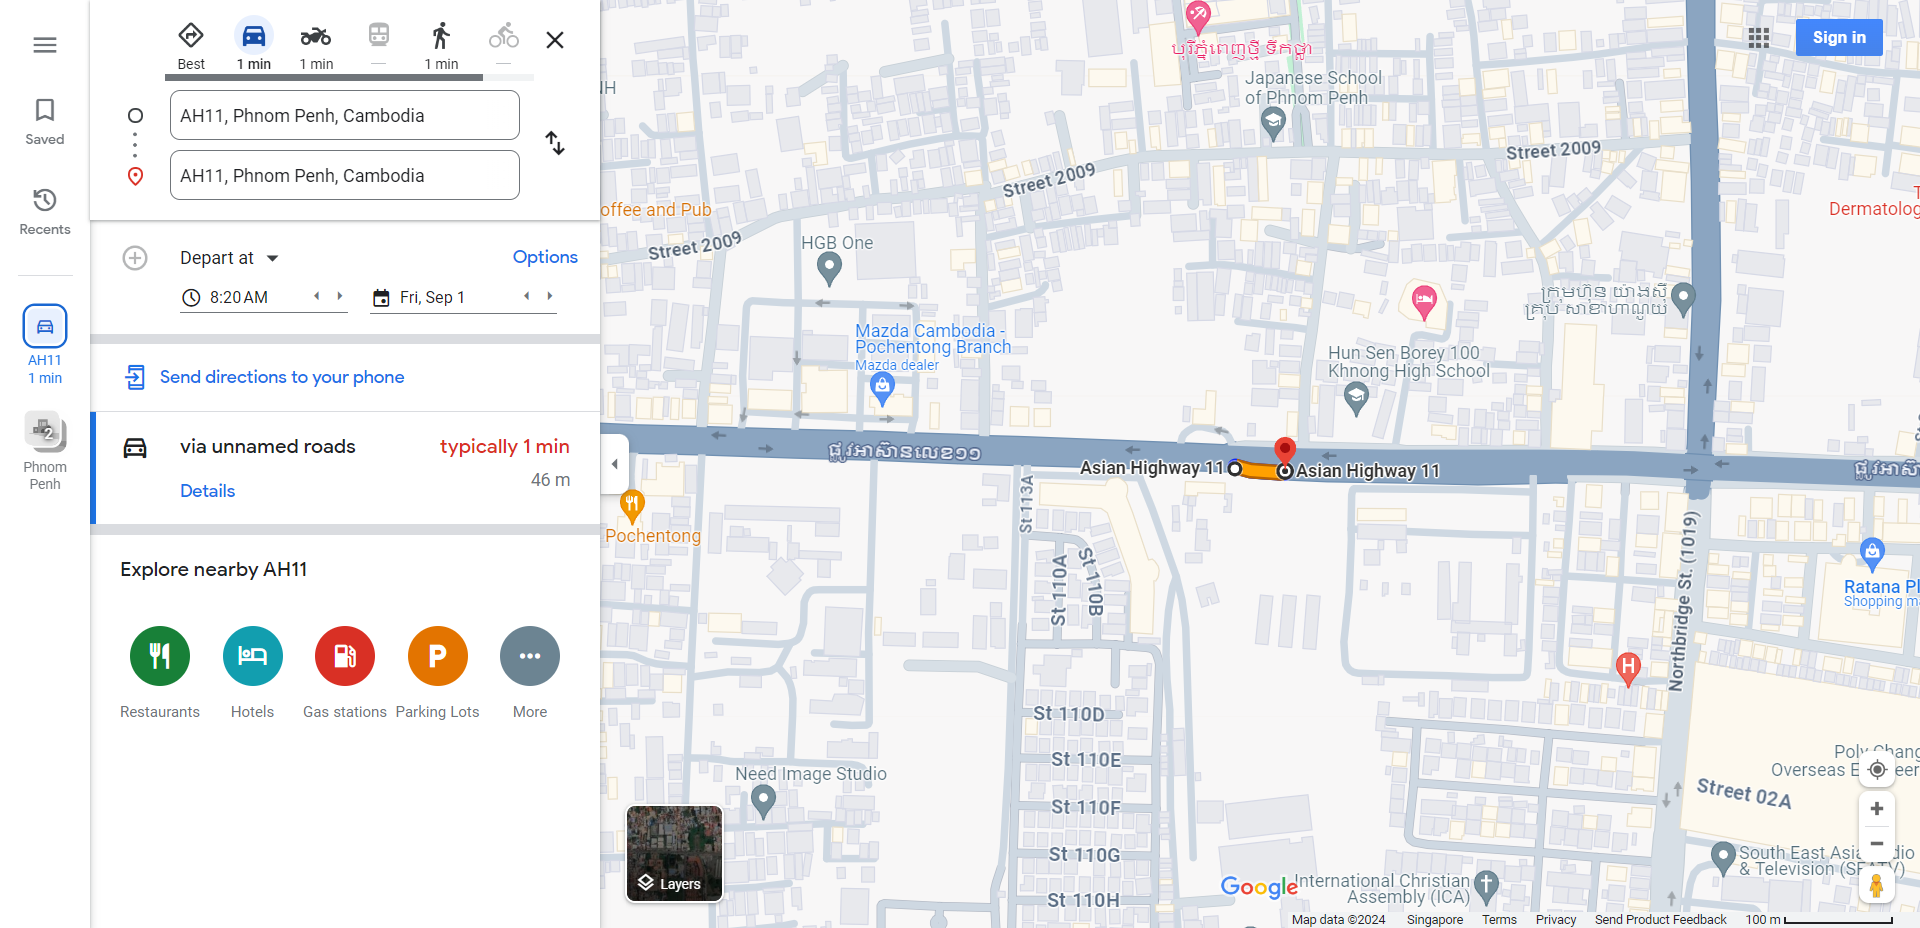 Best
1 min
1 min
1 min
AH11, Phnom Penh, Cambodia
AH11, Phnom Penh, Cambodia
Saved
Recents
AH11
1 min
2
Phnom
Penh
Depart at
Options
8:20 AM
Fri, Sep 1
Send directions to your phone
via unnamed roads
typically 1 min
46 m
Details
Explore nearby AH11
Restaurants
Hotels
Gas stations
Parking Lots
More
Sign in
បុរីភ្នំពេញថ្មី ទឹកថ្លា
Japanese School
of Phnom Penh
Street 2009
Street 2009
Street 2009
NH
offee and Pub
Dermatolog
HGB One
ក្រុមហ៊ុន យ៉ាងស៊ី
គ្រុប សាខាហាណូយ
Mazda Cambodia -
Pochentong Branch
Mazda dealer
Hun Sen Borey 100
Khnong High School
ផ្លូវអាស៊ានលេខ១១
Asian Highway 11
Asian Highway 11
ផ្លូវអាស៊
Pochentong
St 113A
St 110A
St 110B
Northbridge St. (1019)
Ratana Pl
Shopping m
H
St 110D
St 110E
St 110F
St 110G
St 110H
Need Image Studio
Poly Chang
Overseas E
eer
Street 02A
South East Asia
dio
& Television (SEATV)
International Christian
Assembly (ICA)
Layers
Google
Map data ©2024
Singapore
Terms
Privacy
Send Product Feedback
100 m